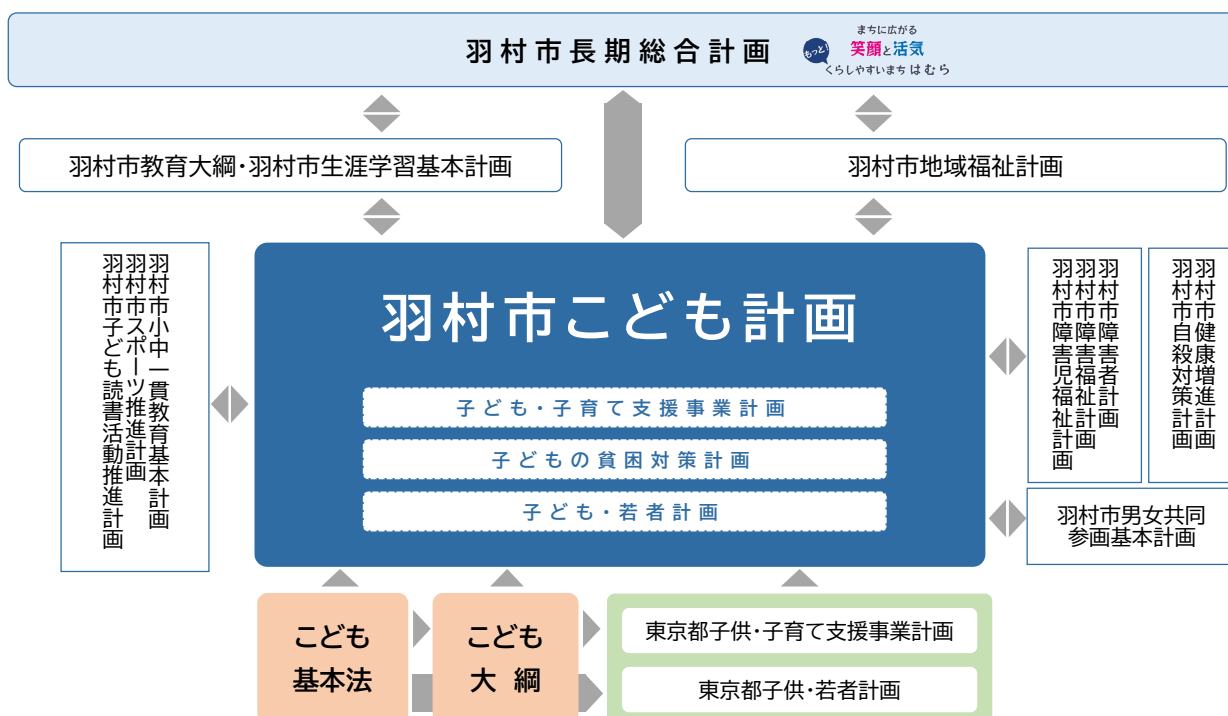 羽村市長期総合計画
まちに広がる
もっと!
笑顔と活気
くらしやすいまち はむら
羽村市教育大綱・羽村市生涯学習基本計画
羽村市地域福祉計画
羽村市小中一貫教育基本計画
羽村市スポーツ推進計画
羽村市子ども読書活動推進計画
羽村市こども計画
子ども・子育て支援事業計画
子どもの貧困対策計画
子ども・若者計画
羽村市障害者計画
羽村市障害福祉計画
羽村市障害児福祉計画
羽村市健康増進計画
羽村市自殺対策計画
羽村市男女共同
参画基本計画
こども
基本法
こども
大綱
東京都子供・子育て支援事業計画
東京都子供・若者計画